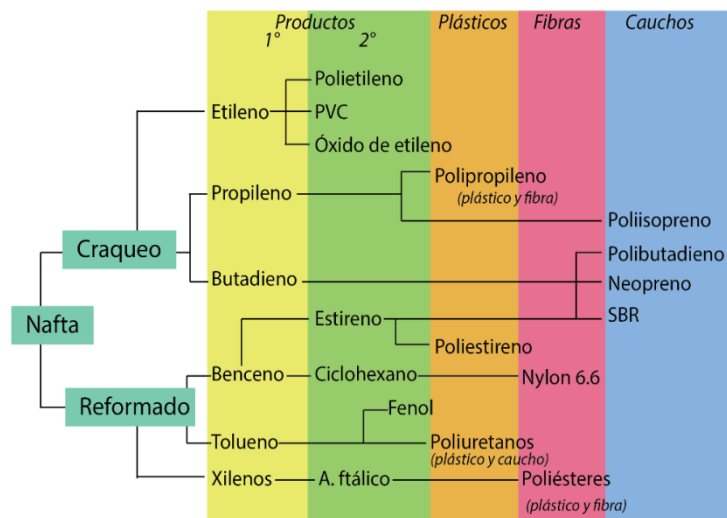 Productos Plásticos Fibras Cauchos
1° 2°
Polietileno
Etileno PVC
Óxido de etileno
Propileno Polipropileno
(plástico y fibra)
Poliisopreno
Craqueo
Polibutadieno
Butadieno Neopreno
Nafta Estireno SBR
Poliestireno
Benceno Ciclohexano Nylon 6.6
Reformado
Fenol
Tolueno Poliuretanos
(plástico y caucho)
Xilenos A. ftálico Poliésteres
(plástico y fibra)